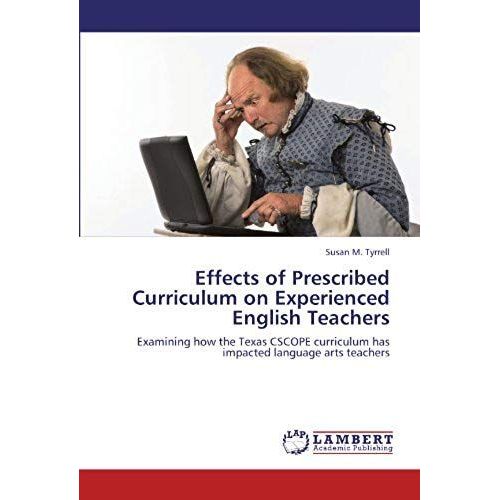 Susan M. Tyrrell
Effects of Prescribed
Curriculum on Experienced
English Teachers
Examining how the Texas CSCOPE curriculum has
impacted language arts teachers
LAP
LAMBERT
Academic Publishing